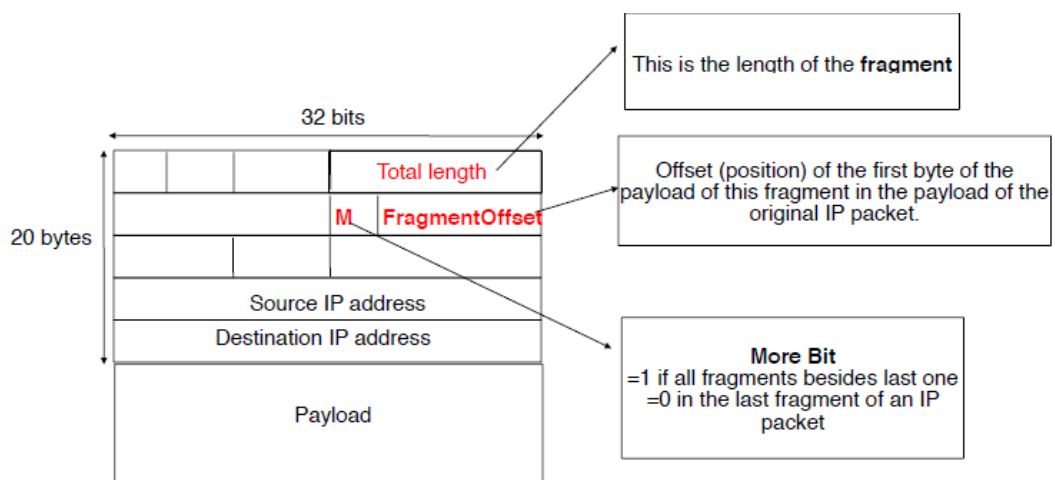 This is the length of the fragment
32 bits
Total length
Offset (position) of the first byte of the
payload of this fragment in the payload of the
original IP packet.
M
FragmentOffset
20 bytes
Source IP address
Destination IP address
More Bit
=1 if all fragments besides last one
=0 in the last fragment of an IP
packet
Payload